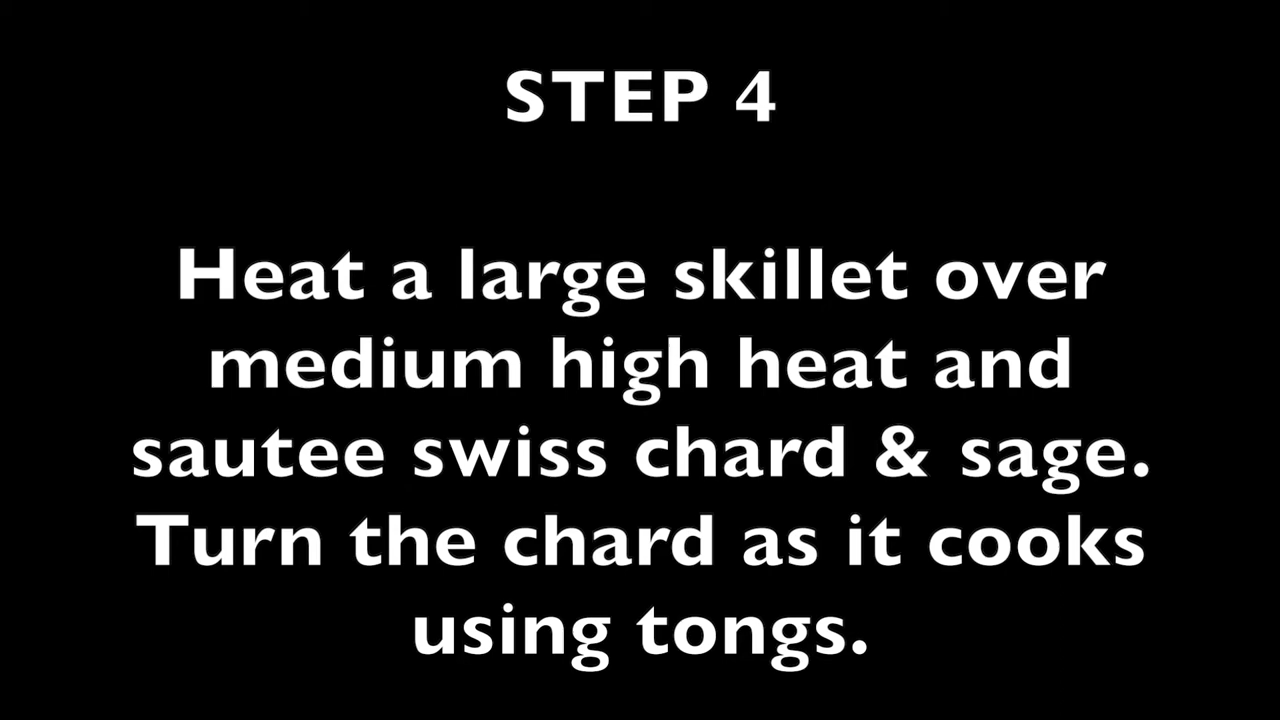 STEP 4
Heat a large skillet over
medium high heat and
sautee swiss chard & sage.
Turn the chard as it cooks
using tongs.